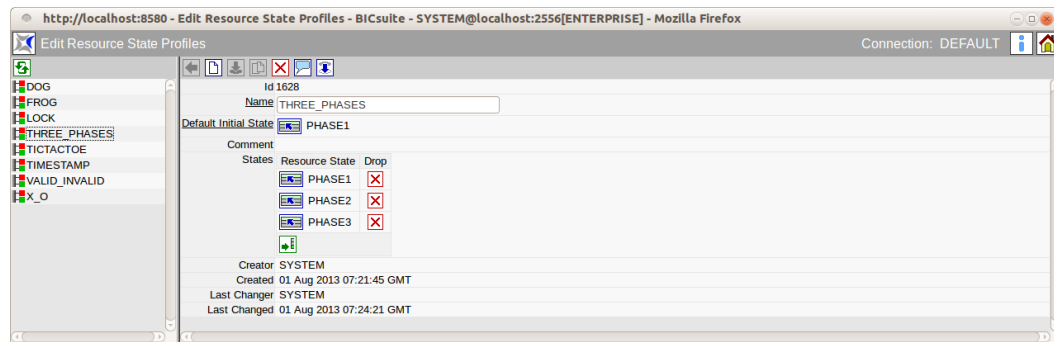 http://localhost:8580 - Edit Resource State Profiles - BICsuite - SYSTEM@localhost:2556[ENTERPRISE] - Mozilla Firefox
Edit Resource State Profiles
Connection: DEFAULT
DOG
FROG
LOCK
THREE_PHASES
TICTACTOE
TIMESTAMP
VALID_INVALID
X_O
Id 1628
Name THREE_PHASES
Default Initial State PHASE1
Comment
States Resource State Drop
PHASE1
PHASE2
PHASE3
Creator SYSTEM
Created 01 Aug 2013 07:21:45 GMT
Last Changer SYSTEM
Last Changed 01 Aug 2013 07:24:21 GMT